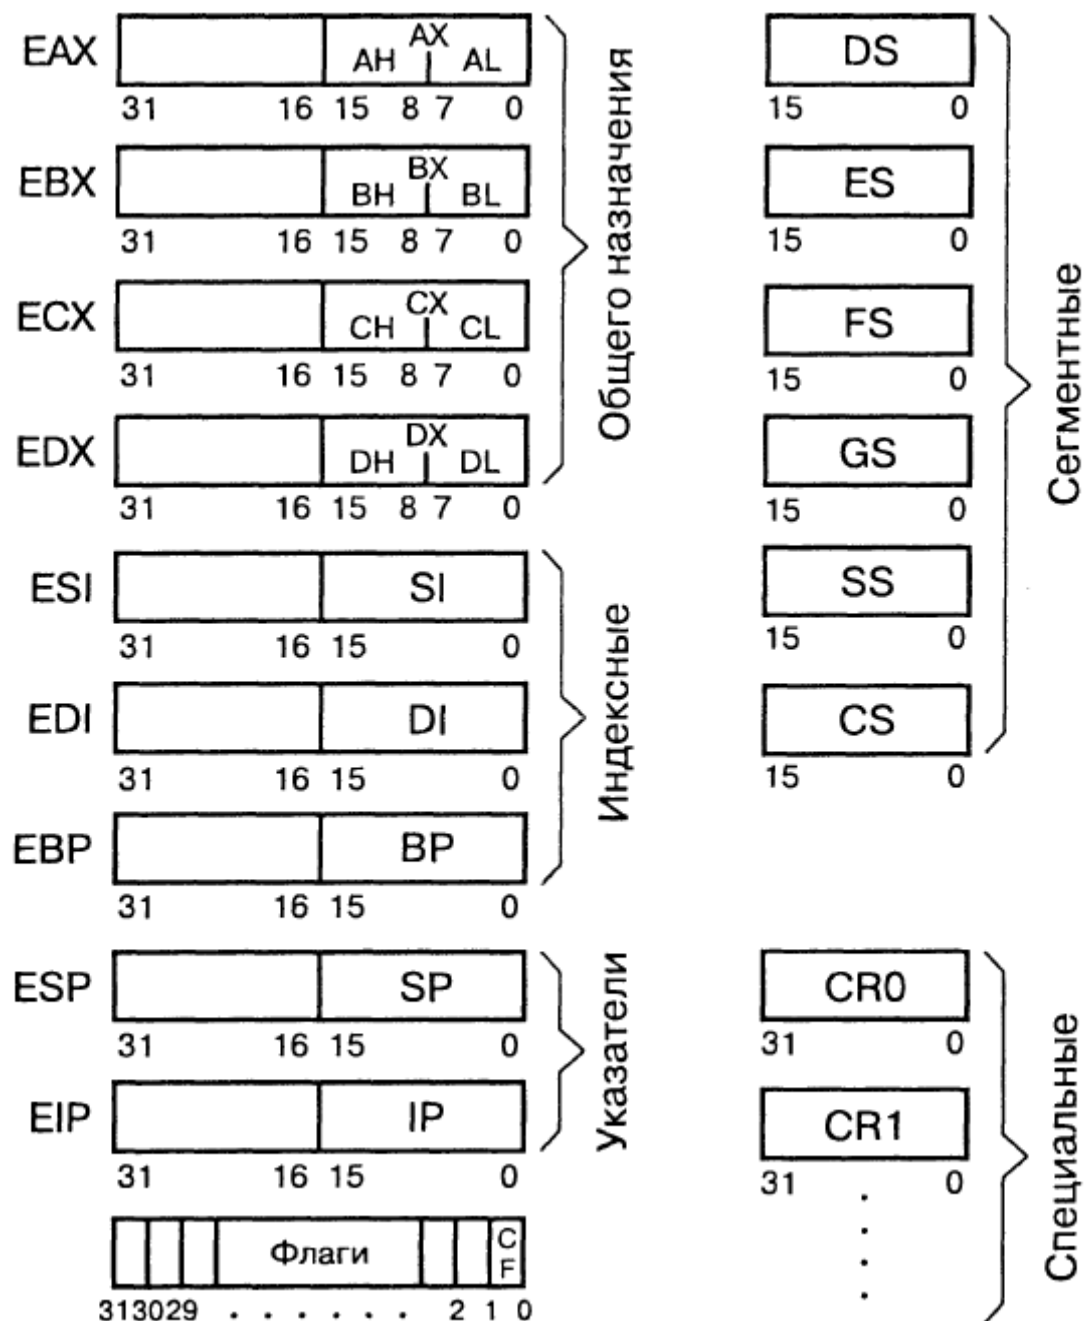 EAX AX AH AL
31 16 15 8 7 0
EBX BX BH BL
31 16 15 8 7 0
ECX CX CH CL
31 16 15 8 7 0
EDX DX DH DL
31 16 15 8 7 0
Общего назначения
ESI SI
31 16 15 0
EDI DI
31 16 15 0
EBP BP
31 16 15 0
Индексные
ESP SP
31 16 15 0
EIP IP
31 16 15 0
Указатели
Флаги CF
31 30 29 . . . . . . 2 1 0
DS
15 0
ES
15 0
FS
15 0
GS
15 0
SS
15 0
CS
15 0
Сегментные
CR0
31 0
CR1
31 0
Специальные